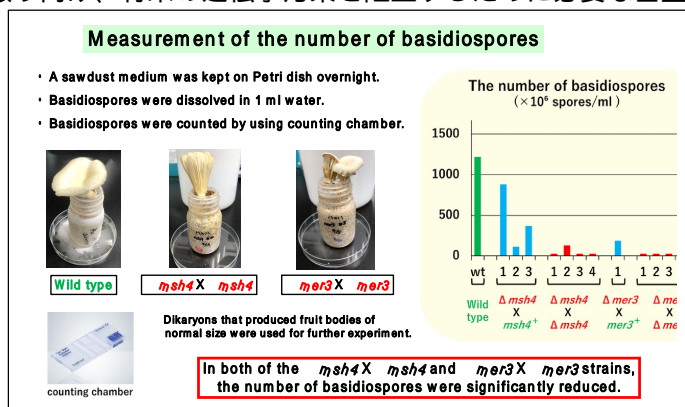 Measurement of the number of basidiospores
・ A sawdust medium was kept on Petri dish overnight.
・ Basidiospores were dissolved in 1 ml water.
・ Basidiospores were counted by using counting chamber.
The number of basidiospores
(×10⁶ spores/ml)
1500
1000
500
0
wt 1 2 3 1 2 3 4 1 1 2 3
Wild type
Δ msh4 X msh4⁺
Δ msh4 X Δ msh4
Δ mer3 X mer3⁺
Wild type
msh4 X msh4
mer3 X mer3
Dikaryons that produced fruit bodies of
normal size were used for further experiment.
counting chamber
In both of the msh4 X msh4 and mer3 X mer3 strains,
the number of basidiospores were significantly reduced.